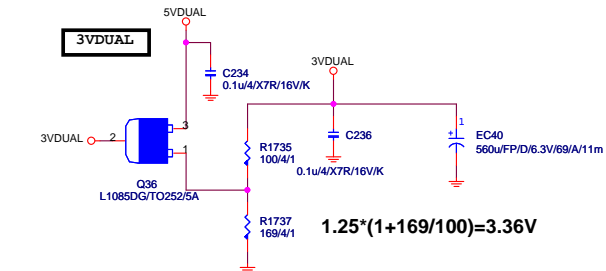 5VDUAL
3VDUAL
C234
0.1u/4/X7R/16V/K
3VDUAL
3
3VDUAL 2
1
R1735
100/4/1
C236
0.1u/4/X7R/16V/K
1
+
EC40
560u/FP/D/6.3V/69/A/11m
Q36
L1085DG/TO252/5A
R1737
169/4/1
1.25*(1+169/100)=3.36V